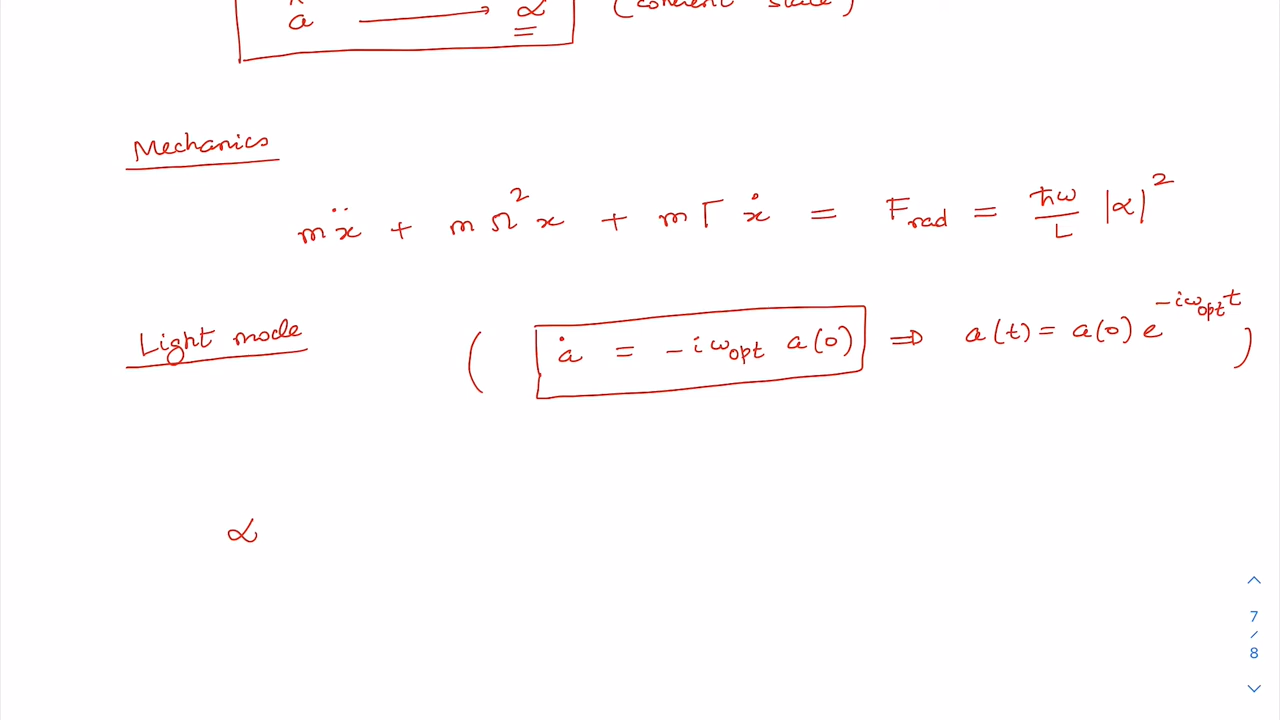 â ⟶ α (coherent state)
Mechanics
mẍ + mΩ²x + mΓẋ = F_rad = ħω/L |α|²
Light mode ( ȧ = -iω_opt a(0) ⇒ a(t) = a(0) e^{-iω_opt t} )
α
7
/
8